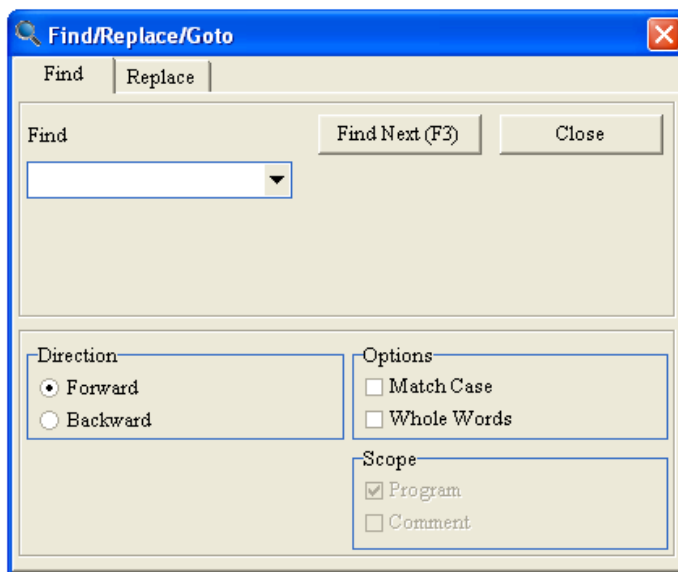 Find/Replace/Goto
Find Replace
Find
Find Next (F3)
Close
Direction
Forward
Backward
Options
Match Case
Whole Words
Scope
Program
Comment